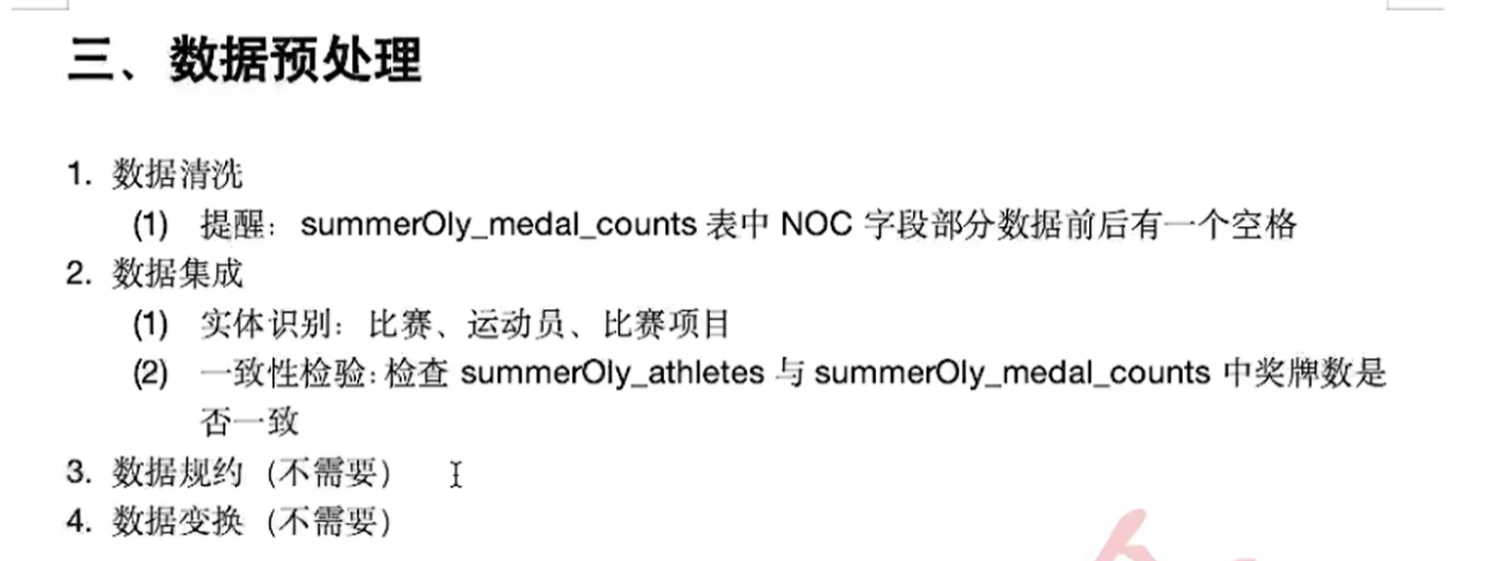 三、数据预处理
1. 数据清洗
(1) 提醒：summerOly_medal_counts 表中 NOC 字段部分数据前后有一个空格
2. 数据集成
(1) 实体识别：比赛、运动员、比赛项目
(2) 一致性检验：检查 summerOly_athletes 与 summerOly_medal_counts 中奖牌数是
否一致
3. 数据规约（不需要）
4. 数据变换（不需要）